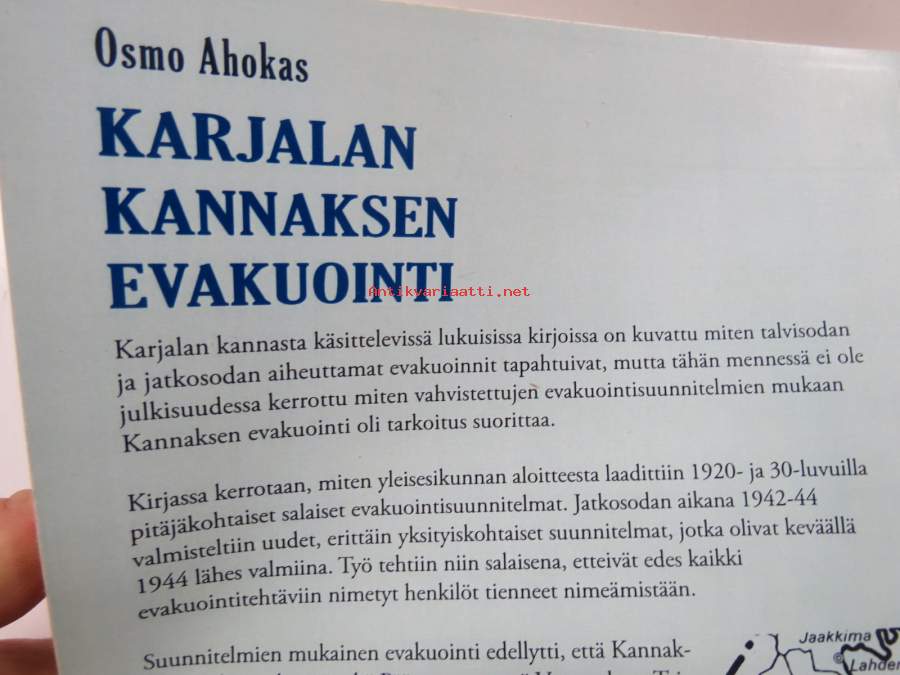 Osmo Ahokas
KARJALAN
KANNAKSEN
EVAKUOINTI
Antikvariaatti.net
Karjalan kannasta käsittelevissä lukuisissa kirjoissa on kuvattu miten talvisodan
ja jatkosodan aiheuttamat evakuoinnit tapahtuivat, mutta tähän mennessä ei ole
julkisuudessa kerrottu miten vahvistettujen evakuointisuunnitelmien mukaan
Kannaksen evakuointi oli tarkoitus suorittaa.
Kirjassa kerrotaan, miten yleisesikunnan aloitteesta laadittiin 1920- ja 30-luvuilla
pitäjäkohtaiset salaiset evakuointisuunnitelmat. Jatkosodan aikana 1942-44
valmisteltiin uudet, erittäin yksityiskohtaiset suunnitelmat, jotka olivat keväällä
1944 lähes valmiina. Työ tehtiin niin salaisena, etteivät edes kaikki
evakuointitehtäviin nimetyt henkilöt tienneet nimeämistään.
Suunnitelmien mukainen evakuointi edellytti, että Kannak-
Jaakkima